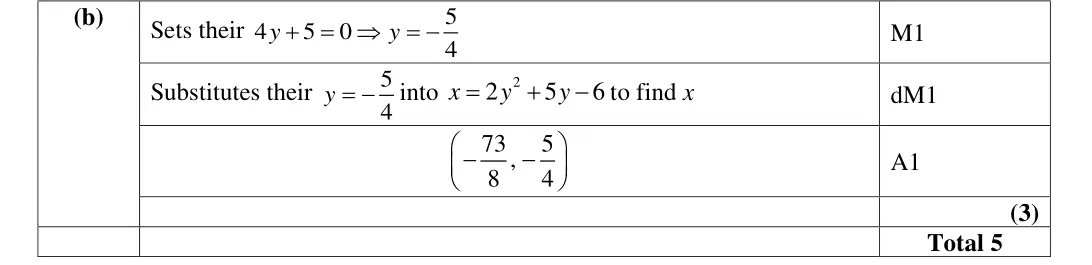 (b) Sets their 4y + 5 = 0 ⇒ y = −5/4 M1
Substitutes their y = −5/4 into x = 2y² + 5y − 6 to find x dM1
(−73/8, −5/4) A1
(3)
Total 5